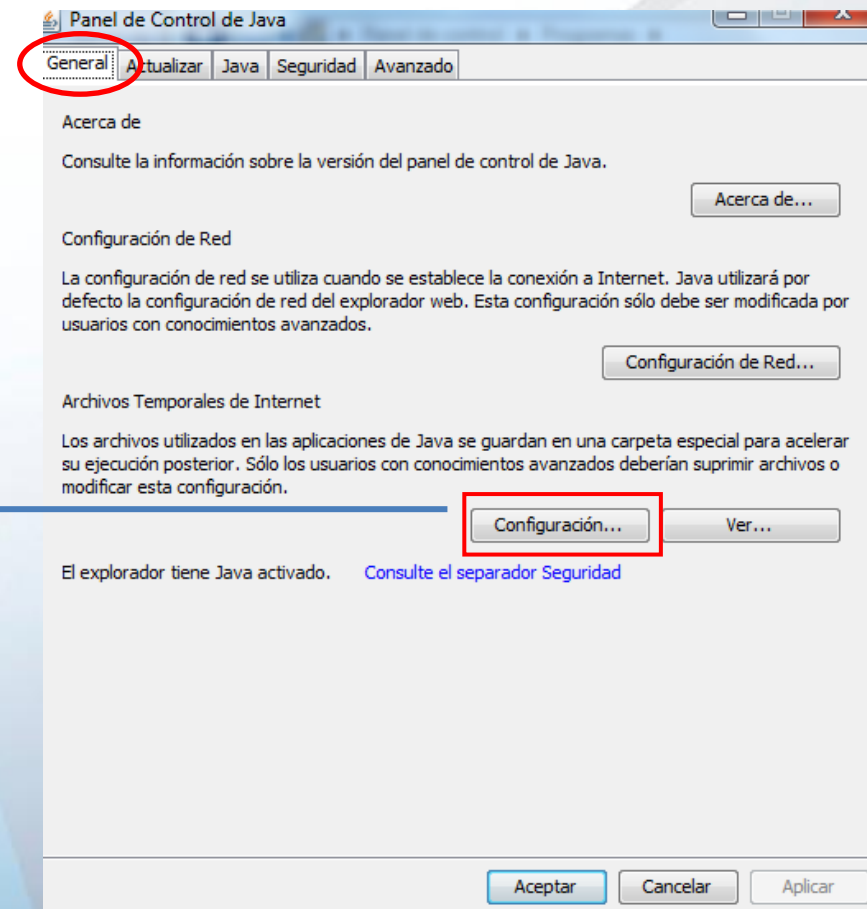 Panel de Control de Java
General Actualizar Java Seguridad Avanzado
Acerca de
Consulte la información sobre la versión del panel de control de Java.
Acerca de...
Configuración de Red
La configuración de red se utiliza cuando se establece la conexión a Internet. Java utilizará por
defecto la configuración de red del explorador web. Esta configuración sólo debe ser modificada por
usuarios con conocimientos avanzados.
Configuración de Red...
Archivos Temporales de Internet
Los archivos utilizados en las aplicaciones de Java se guardan en una carpeta especial para acelerar
su ejecución posterior. Sólo los usuarios con conocimientos avanzados deberían suprimir archivos o
modificar esta configuración.
Configuración... Ver...
El explorador tiene Java activado. Consulte el separador Seguridad
Aceptar Cancelar Aplicar